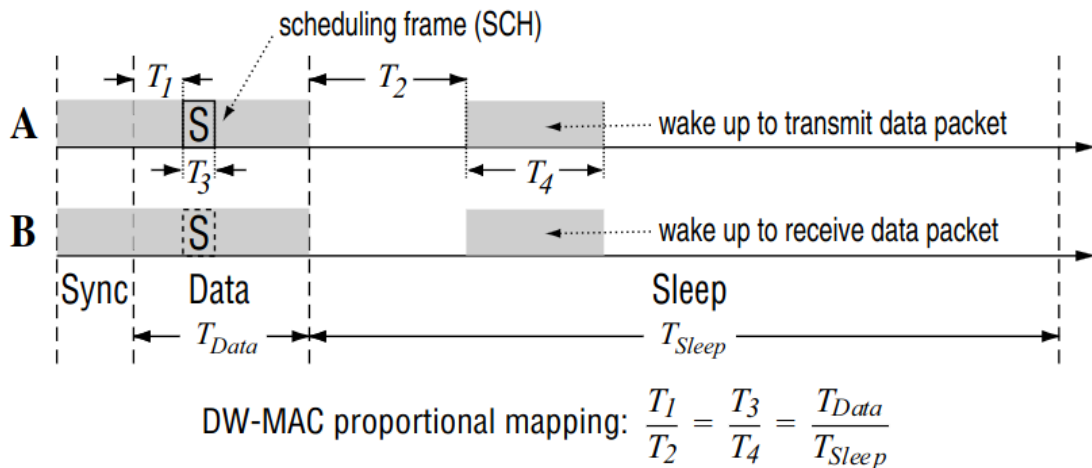 scheduling frame (SCH)
T1 T2
A S wake up to transmit data packet
T3 T4
B S wake up to receive data packet
Sync Data Sleep
TData TSleep
DW-MAC proportional mapping: T1/T2 = T3/T4 = TData/TSleep